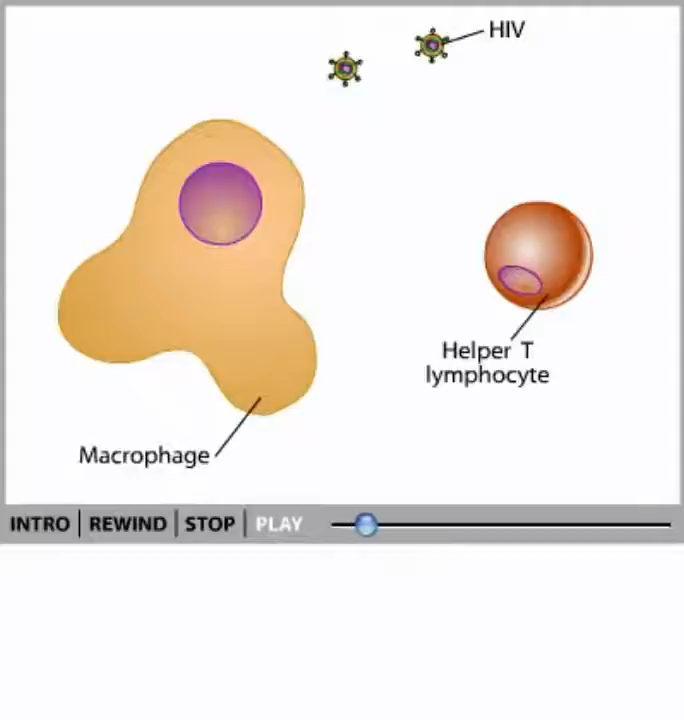 HIV
Helper T
lymphocyte
Macrophage
INTRO REWIND STOP PLAY